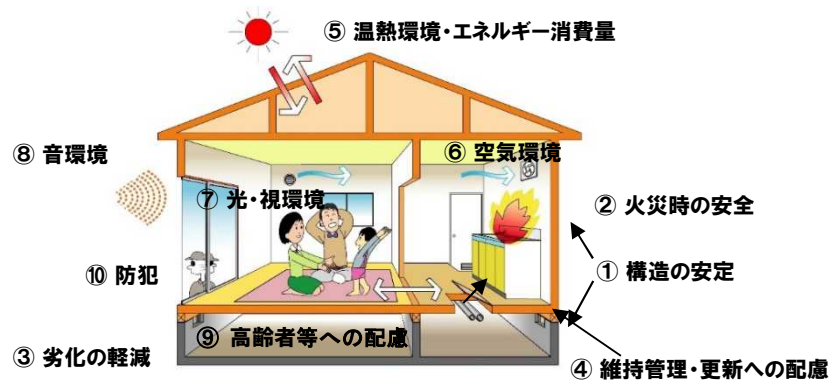 ⑤ 温熱環境・エネルギー消費量
⑧ 音環境
⑥ 空気環境
⑦ 光・視環境
② 火災時の安全
① 構造の安定
⑩ 防犯
⑨ 高齢者等への配慮
③ 劣化の軽減
④ 維持管理・更新への配慮